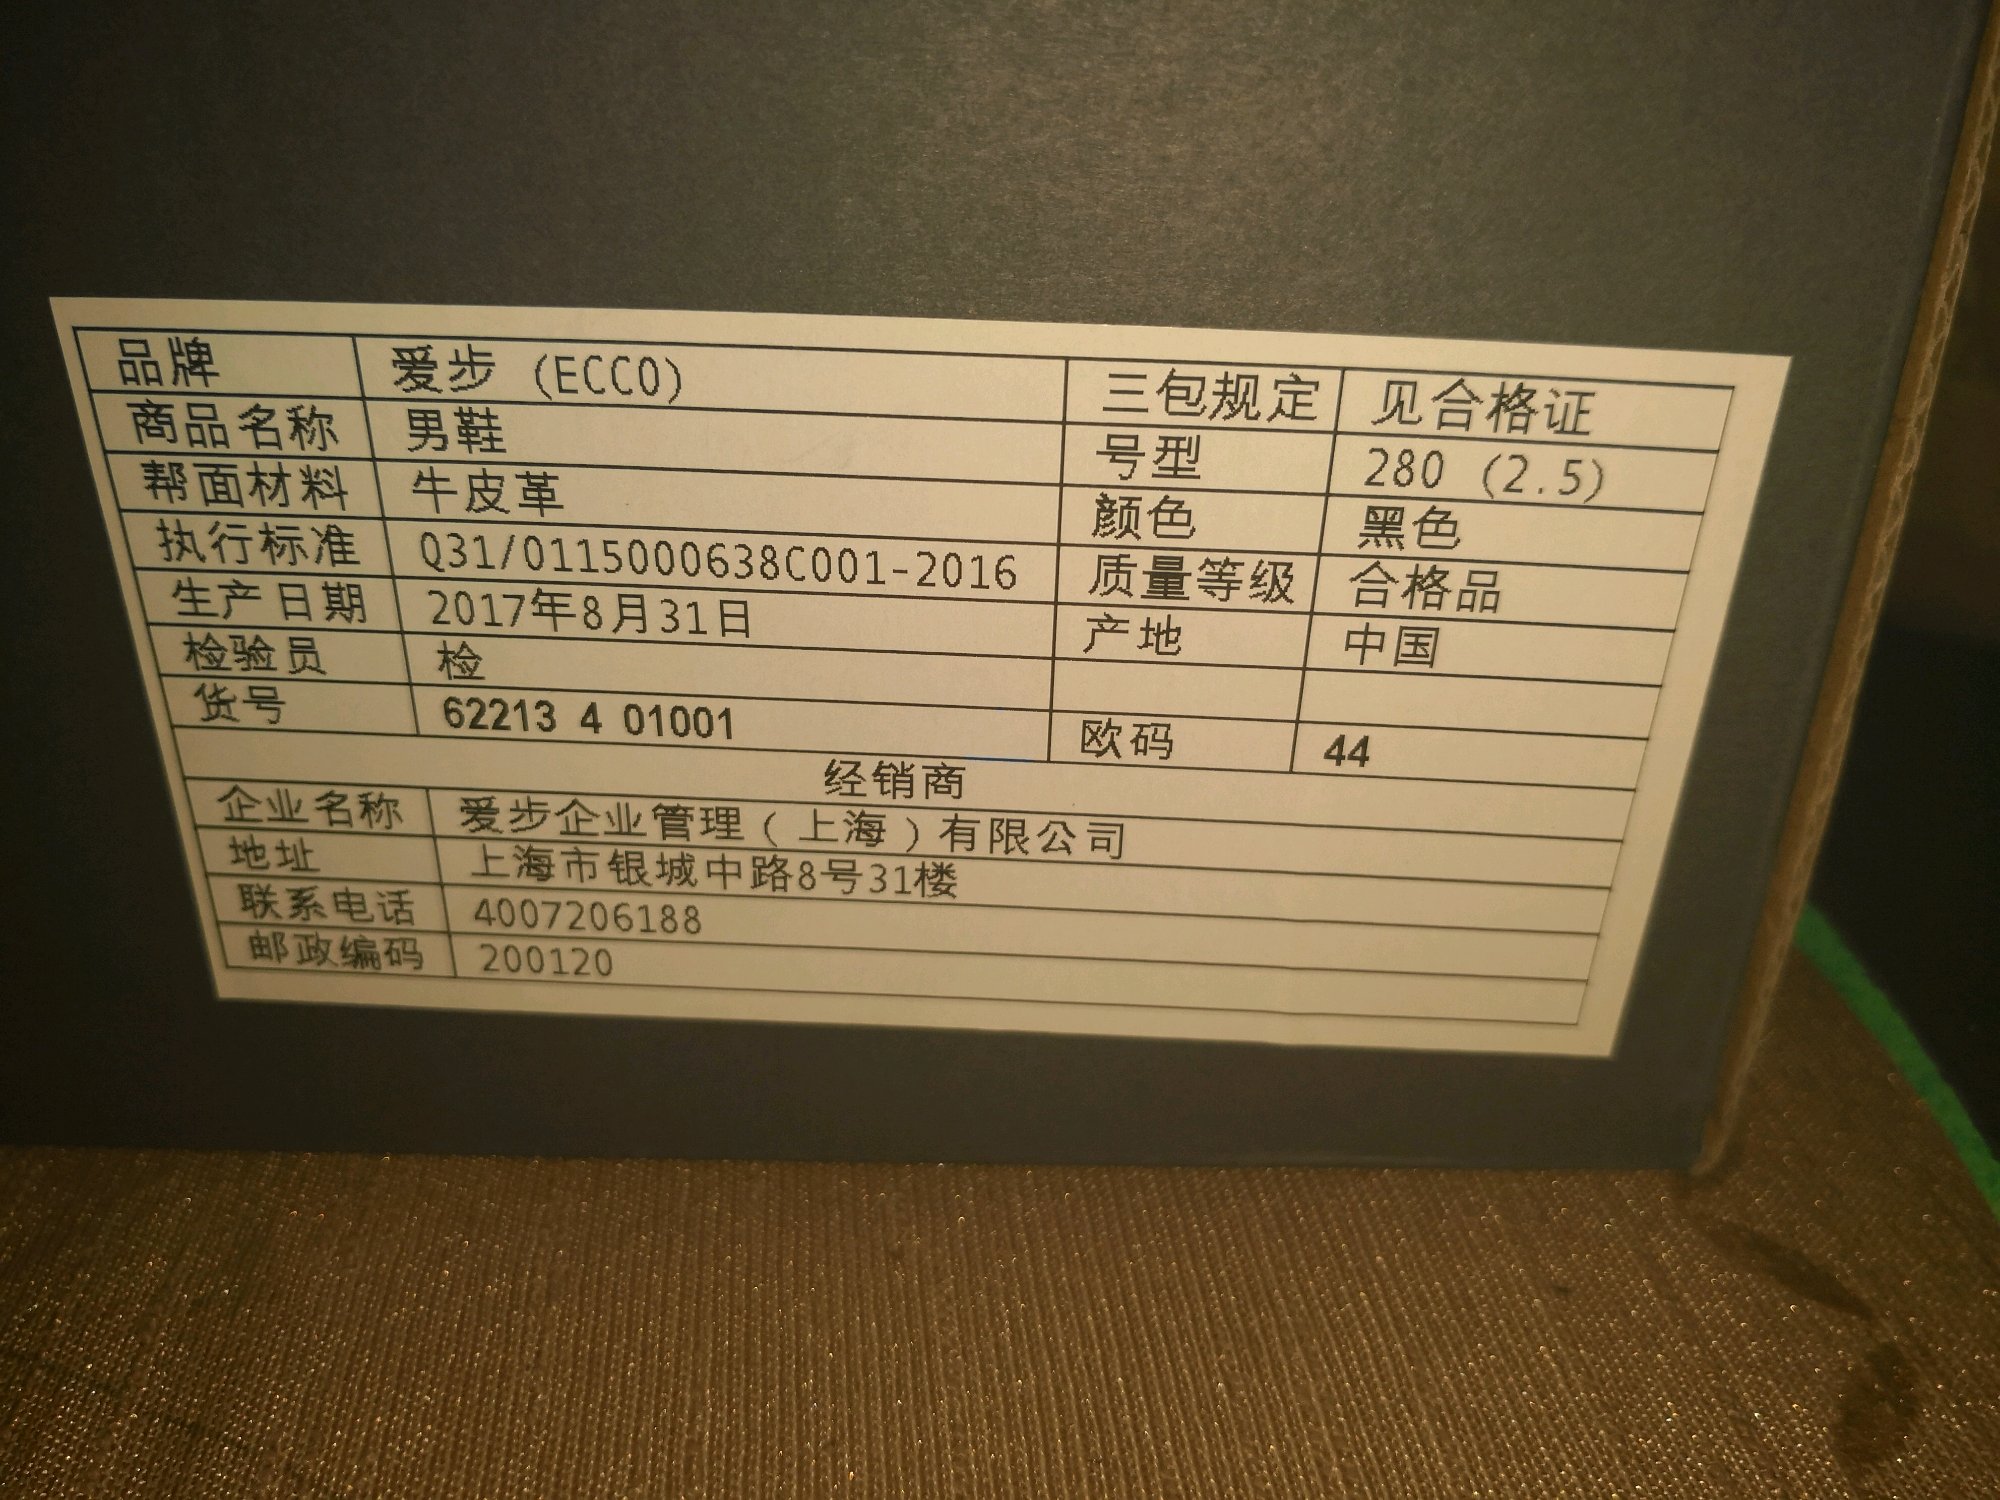 品牌 爱步 (ECCO) 三包规定 见合格证
商品名称 男鞋 号型 280 (2.5)
帮面材料 牛皮革 颜色 黑色
执行标准 Q31/0115000638C001-2016 质量等级 合格品
生产日期 2017年8月31日 产地 中国
检验员 检
货号 62213 4 01001 欧码 44
经销商
企业名称 爱步企业管理(上海)有限公司
地址 上海市银城中路8号31楼
联系电话 4007206188
邮政编码 200120